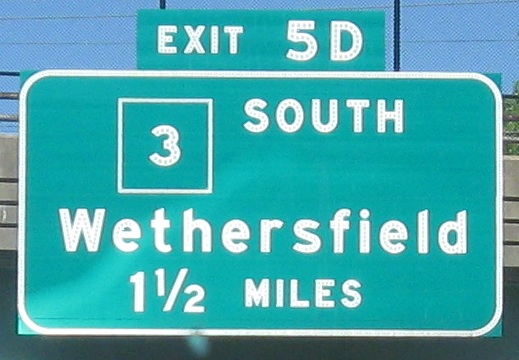 EXIT 5D
3 SOUTH
Wethersfield
1½ MILES